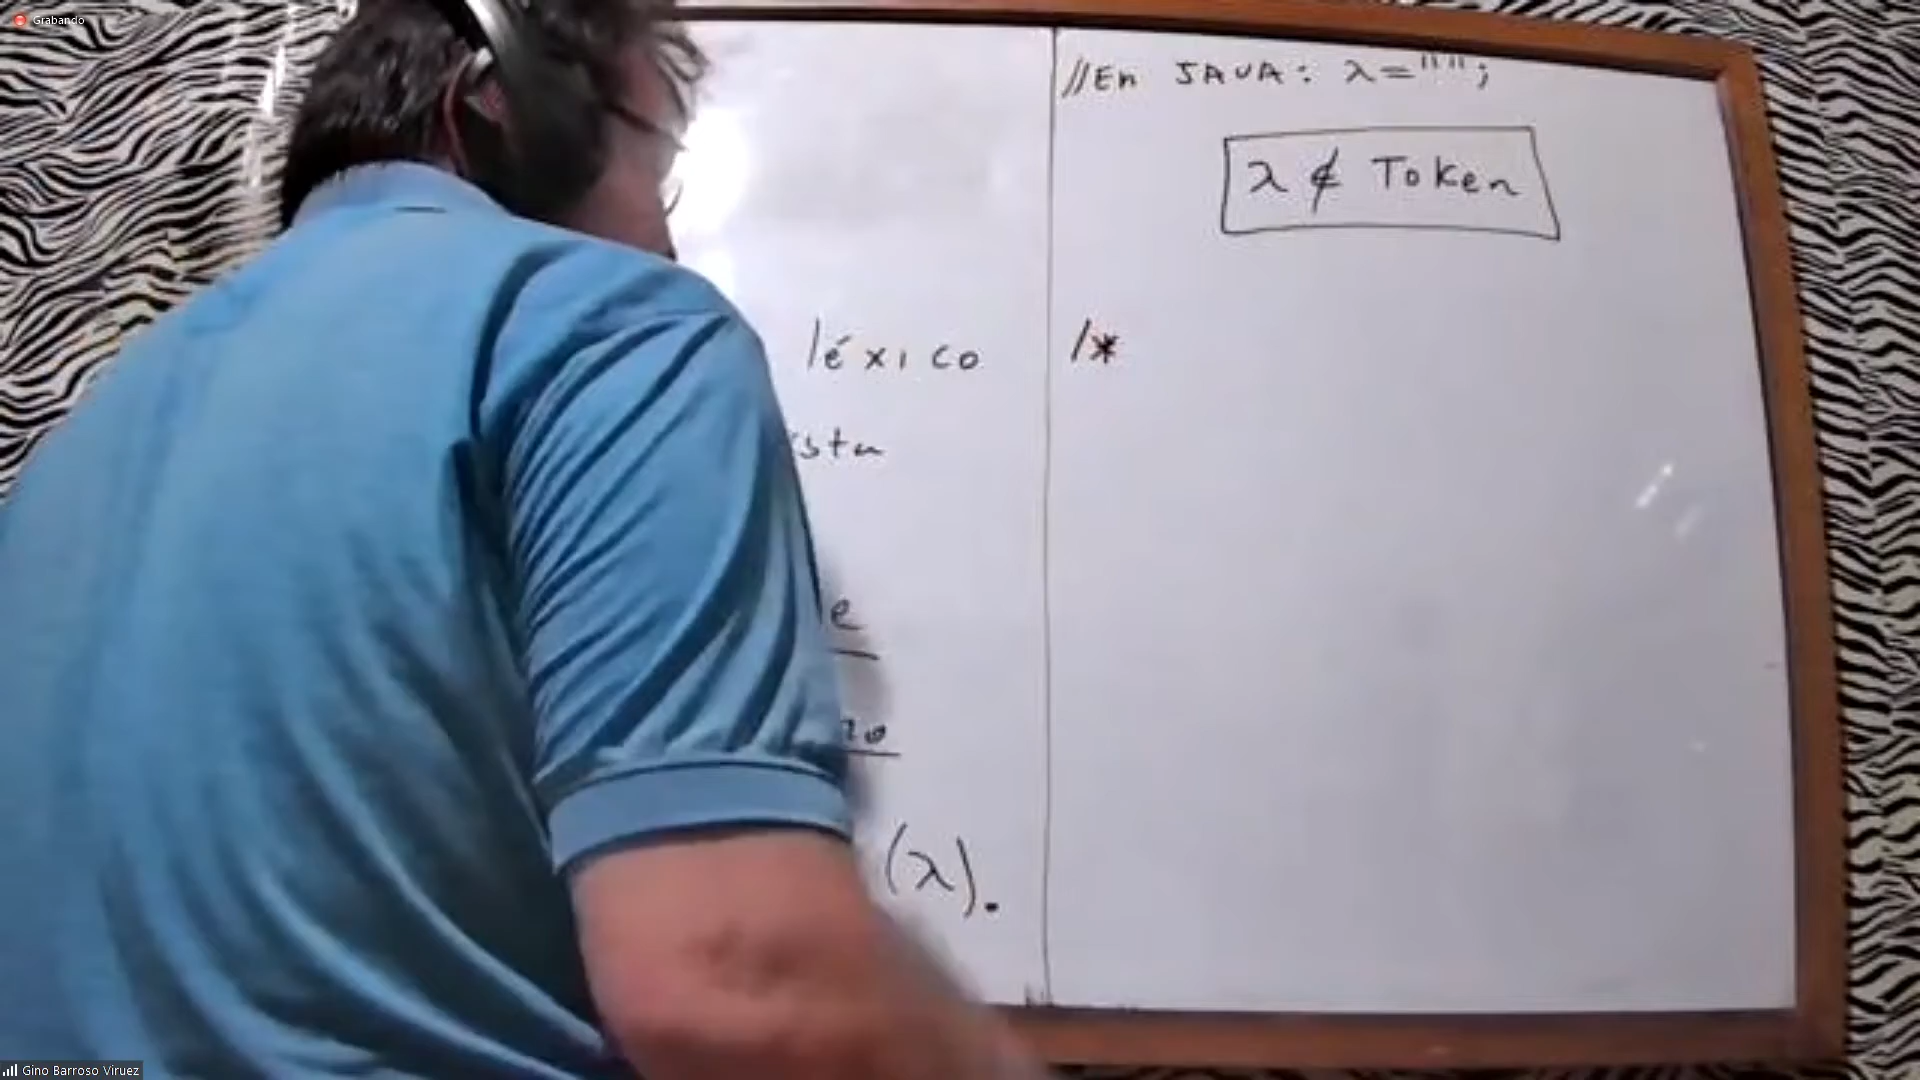 Grabando
//En JAVA: λ="";
λ ∉ Token
léxico
/*
(λ).
Gino Barroso Viruez